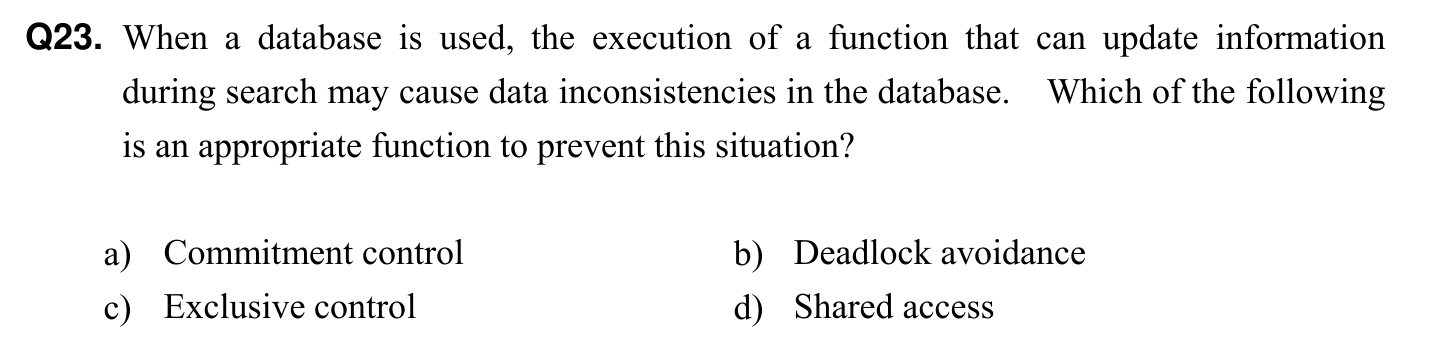 Q23. When a database is used, the execution of a function that can update information
during search may cause data inconsistencies in the database. Which of the following
is an appropriate function to prevent this situation?
a) Commitment control b) Deadlock avoidance
c) Exclusive control d) Shared access